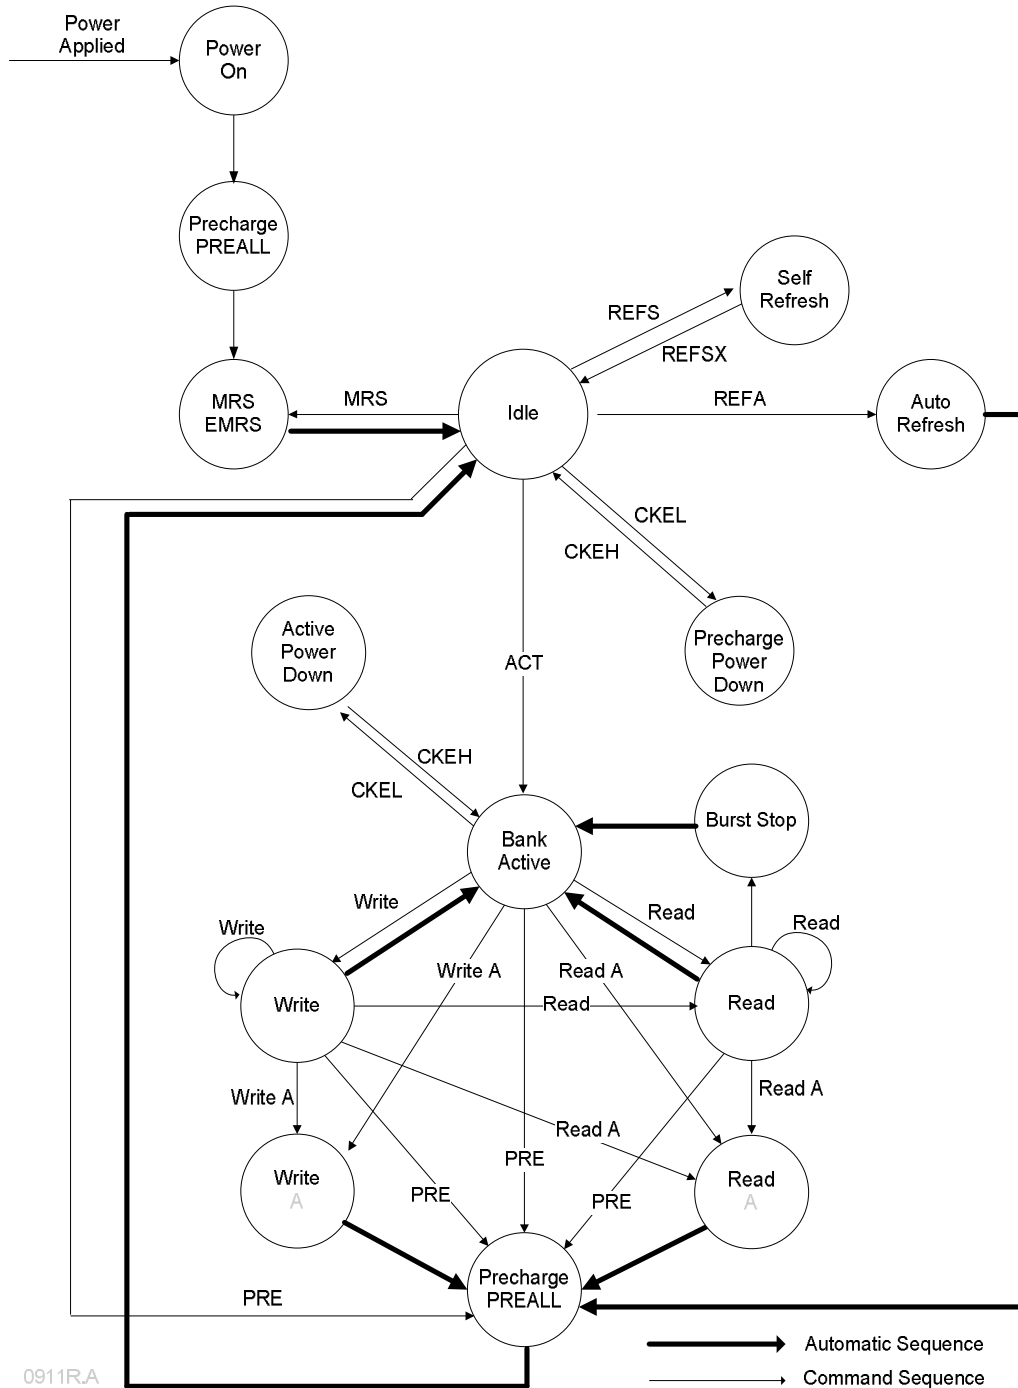 Power
Applied
Power
On
Precharge
PREALL
Self
Refresh
REFS
REFSX
MRS
EMRS
MRS
Idle
REFA
Auto
Refresh
CKEL
CKEH
Active
Power
Down
ACT
Precharge
Power
Down
CKEH
CKEL
Burst Stop
Bank
Active
Write
Read
Write
Read
Write A
Read A
Write
Read
Read
Write A
Read A
Read A
PRE
Write
A
PRE
PRE
Read
A
Precharge
PREALL
PRE
Automatic Sequence
Command Sequence
0911R.A